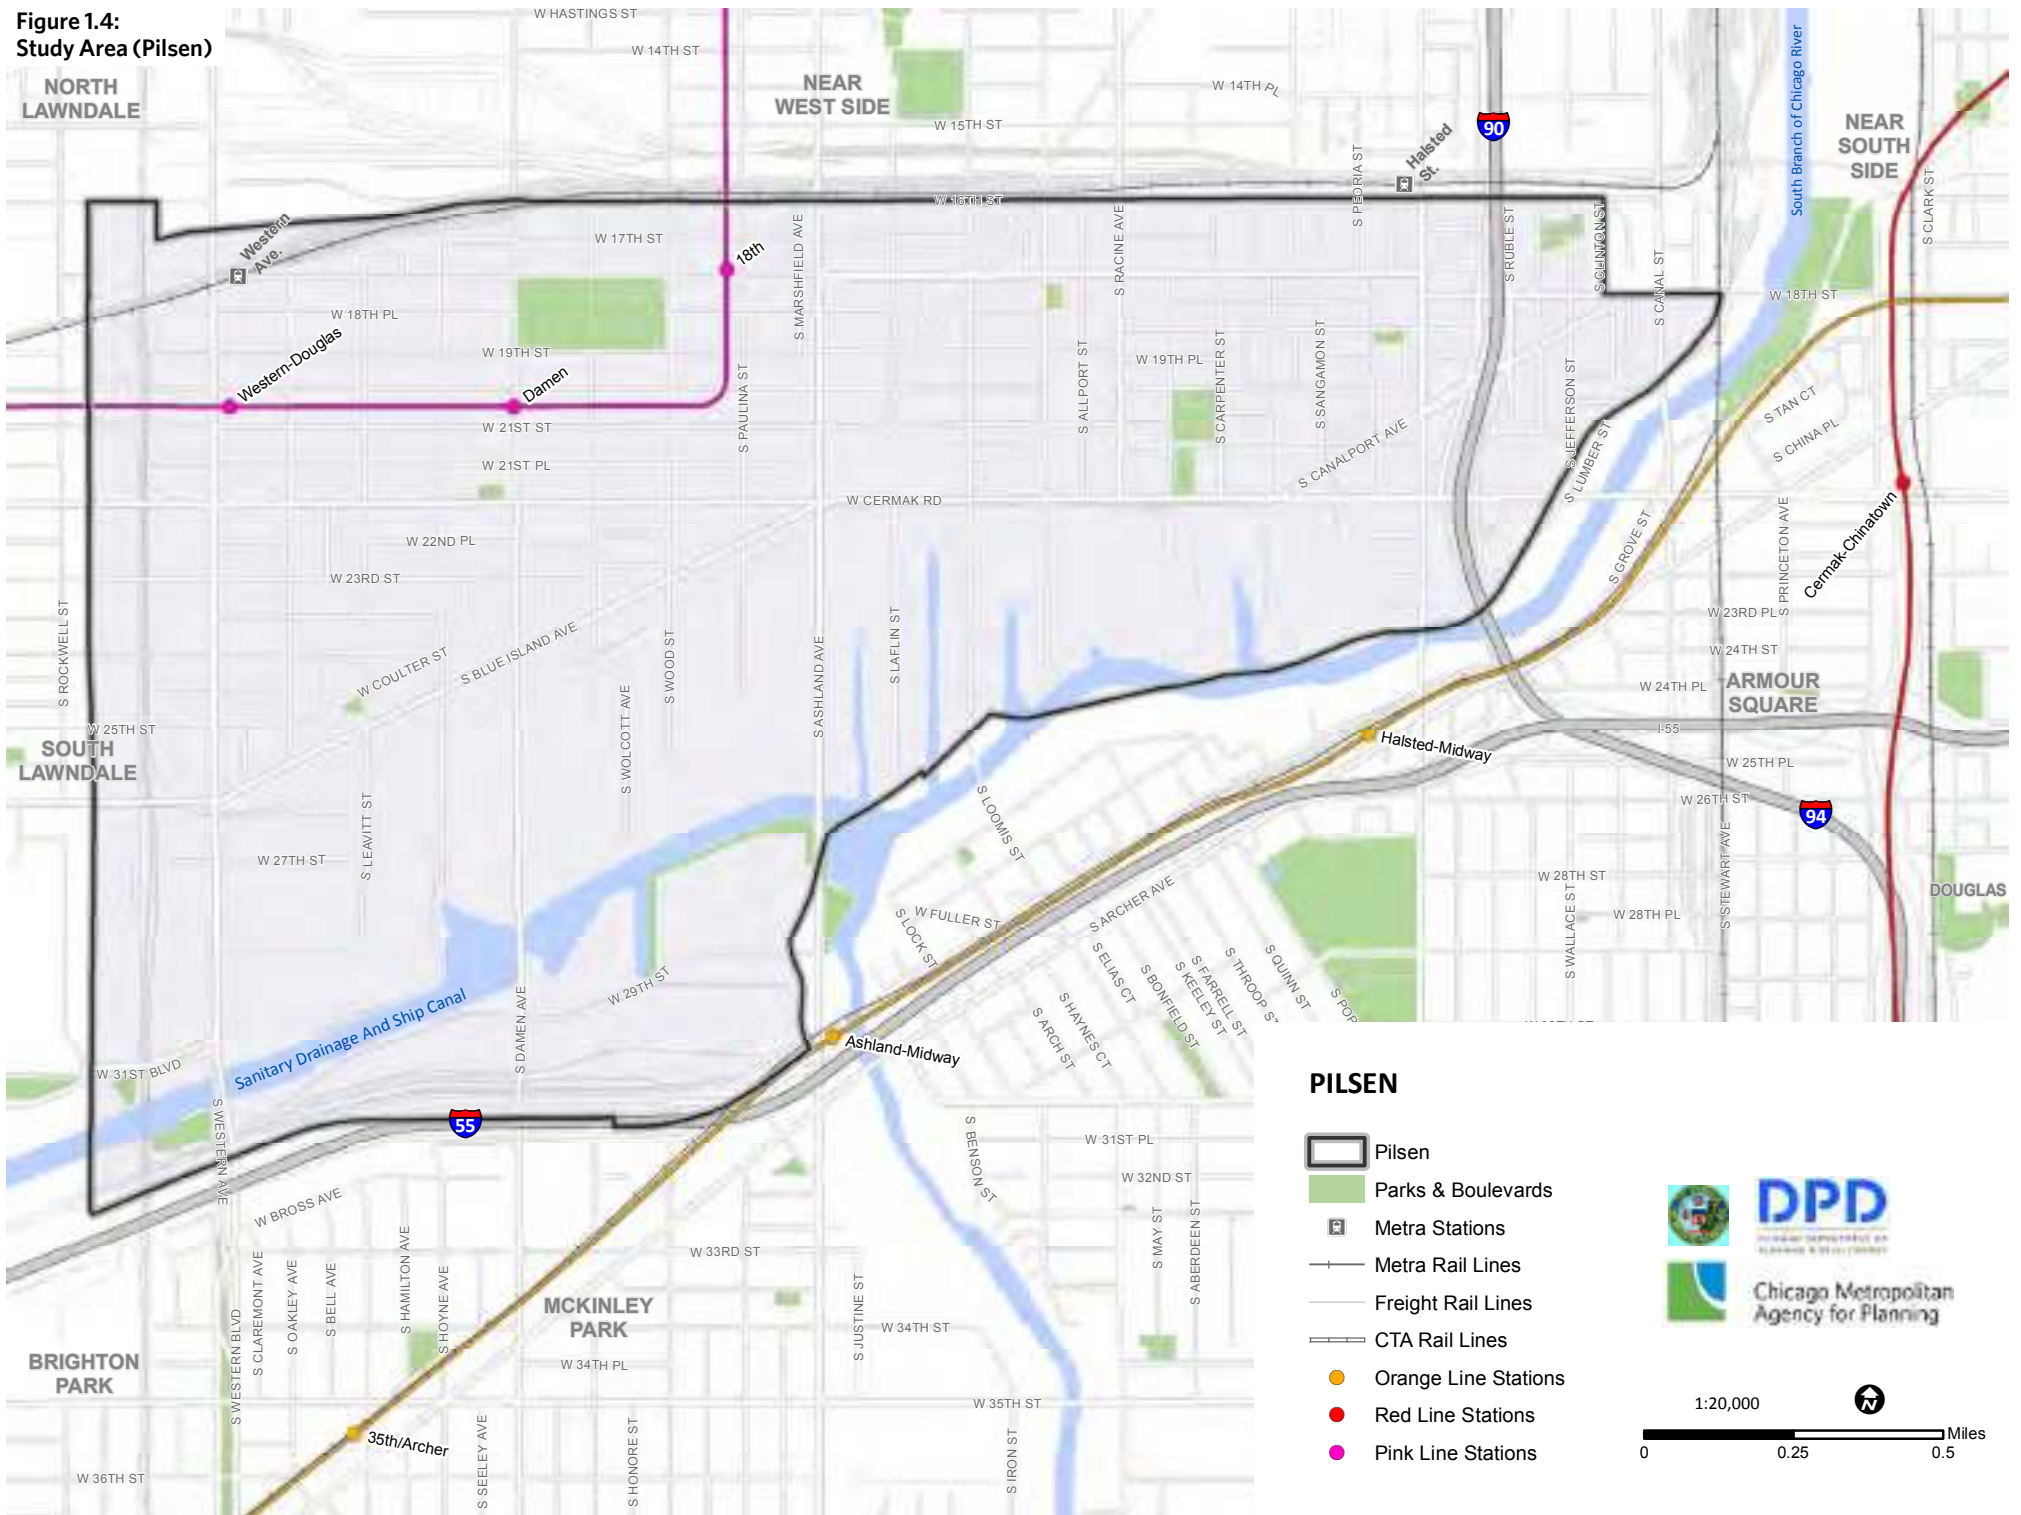 Figure 1.4:
Study Area (Pilsen)
W HASTINGS ST
W 14TH ST
NORTH
LAWNDALE
NEAR
WEST SIDE
W 14TH PL
W 15TH ST
90
Halsted
St.
S PEORIA ST
South Branch of Chicago River
NEAR
SOUTH
SIDE
S CLARK ST
W 16TH ST
Western
Ave.
W 17TH ST
18th
S MARSHFIELD AVE
S RACINE AVE
S RUBLE ST
S CLINTON ST
S CANAL ST
W 18TH ST
W 18TH PL
Western-Douglas
W 19TH ST
Damen
S PAULINA ST
S ALLPORT ST
W 19TH PL
S CARPENTER ST
S SANGAMON ST
S CANALPORT AVE
S JEFFERSON ST
S LUMBER ST
S TAN CT
S CHINA PL
W 21ST ST
W 21ST PL
W CERMAK RD
Cermak-Chinatown
W 22ND PL
W 23RD ST
S GROVE ST
S PRINCETON AVE
W 23RD PL
W 24TH ST
W 24TH PL
ARMOUR
SQUARE
S ROCKWELL ST
W COULTER ST
S BLUE ISLAND AVE
S WOOD ST
S WOLCOTT AVE
S ASHLAND AVE
S LAFLIN ST
W 25TH ST
SOUTH
LAWNDALE
I-55
Halsted-Midway
W 25TH PL
W 26TH ST
94
S LEAVITT ST
W 27TH ST
S LOOMIS ST
S STEWART AVE
W 28TH ST
W 28TH PL
S WALLACE ST
DOUGLAS
W FULLER ST
S LOCK ST
S ARCHER AVE
S ELIAS CT
S BONFIELD ST
S KEELEY ST
S FARRELL ST
S THROOP ST
S QUINN ST
S POP
W 29TH ST
S DAMEN AVE
Sanitary Drainage And Ship Canal
S HAYNES CT
S ARCH ST
Ashland-Midway
W 31ST BLVD
S WESTERN AVE
55
S BENSON ST
W 31ST PL
W 32ND ST
W BROSS AVE
W 33RD ST
S MAY ST
S ABERDEEN ST
S WESTERN BLVD
S CLAREMONT AVE
S OAKLEY AVE
S BELL AVE
S HAMILTON AVE
S HOYNE AVE
MCKINLEY
PARK
S JUSTINE ST
W 34TH ST
W 34TH PL
BRIGHTON
PARK
W 35TH ST
35th/Archer
S SEELEY AVE
S HONORE ST
S IRON ST
W 36TH ST
PILSEN
Pilsen
Parks & Boulevards
Metra Stations
Metra Rail Lines
Freight Rail Lines
CTA Rail Lines
Orange Line Stations
Red Line Stations
Pink Line Stations
DPD
Chicago Metropolitan
Agency for Planning
1:20,000
N
Miles
0 0.25 0.5